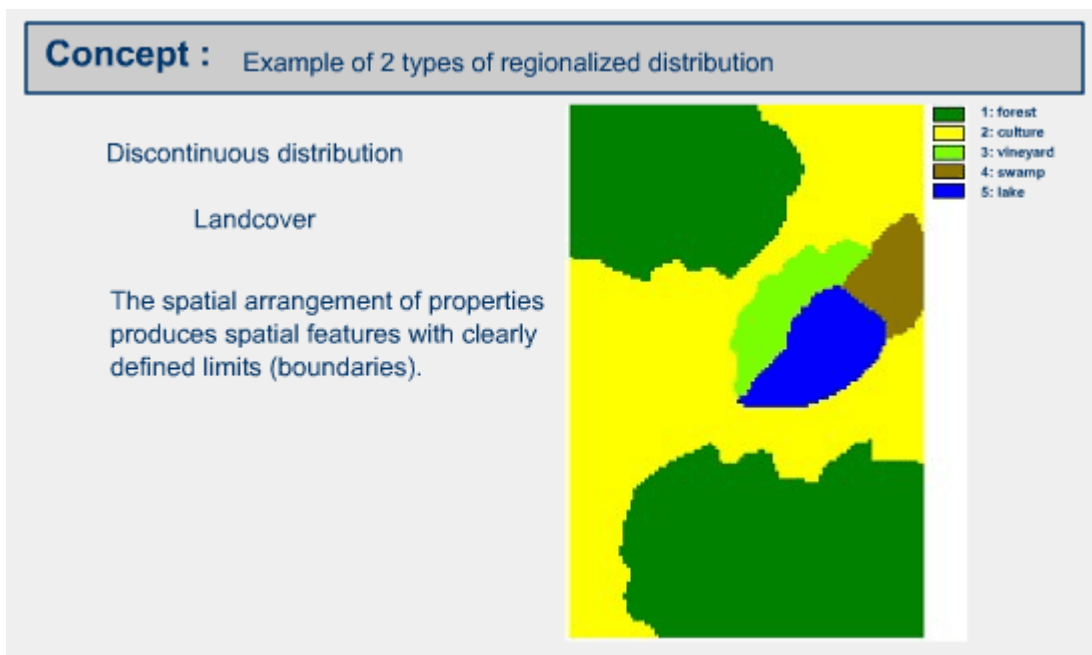 Concept : Example of 2 types of regionalized distribution
Discontinuous distribution
Landcover
The spatial arrangement of properties
produces spatial features with clearly
defined limits (boundaries).
1: forest
2: culture
3: vineyard
4: swamp
5: lake